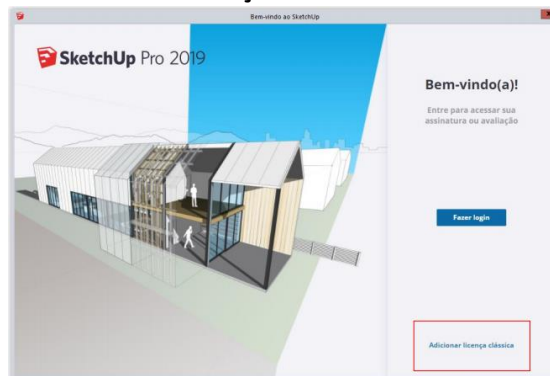 Bem-vindo ao SketchUp
SketchUp Pro 2019
Bem-vindo(a)!
Entre para acessar sua
assinatura ou avaliação
Fazer login
Adicionar licença clássica